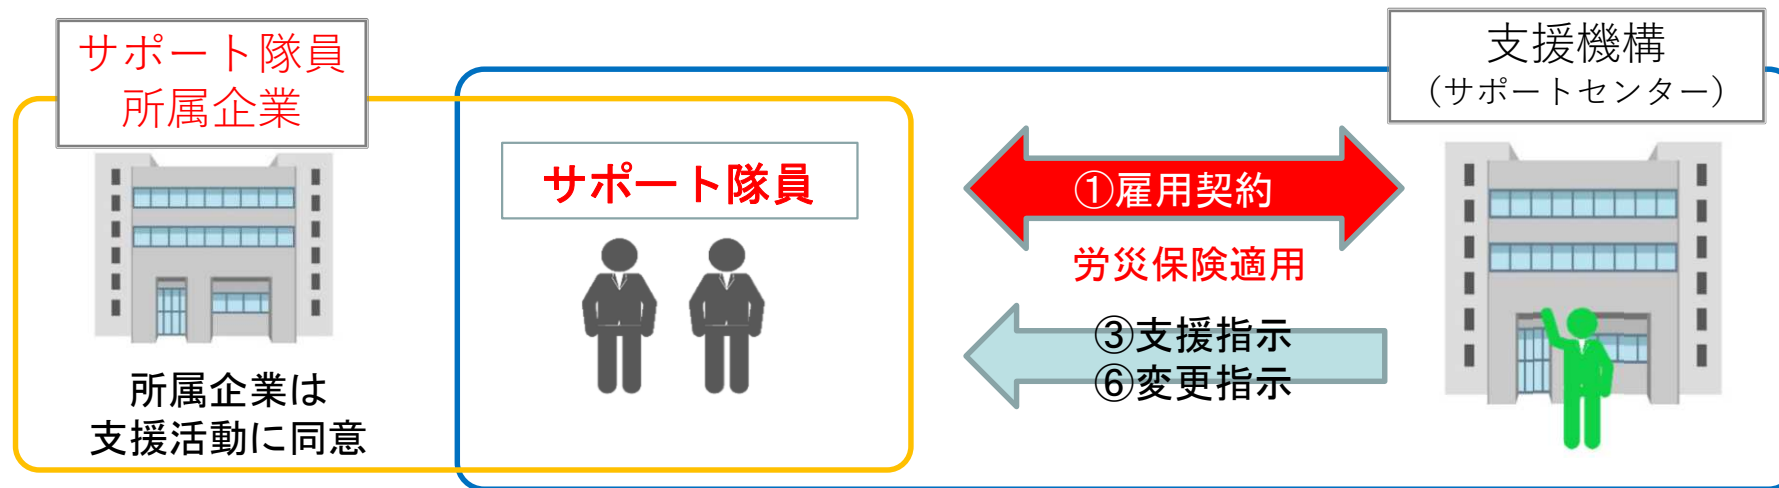 サポート隊員
所属企業
所属企業は
支援活動に同意
サポート隊員
①雇用契約
労災保険適用
③支援指示
⑥変更指示
支援機構
（サポートセンター）